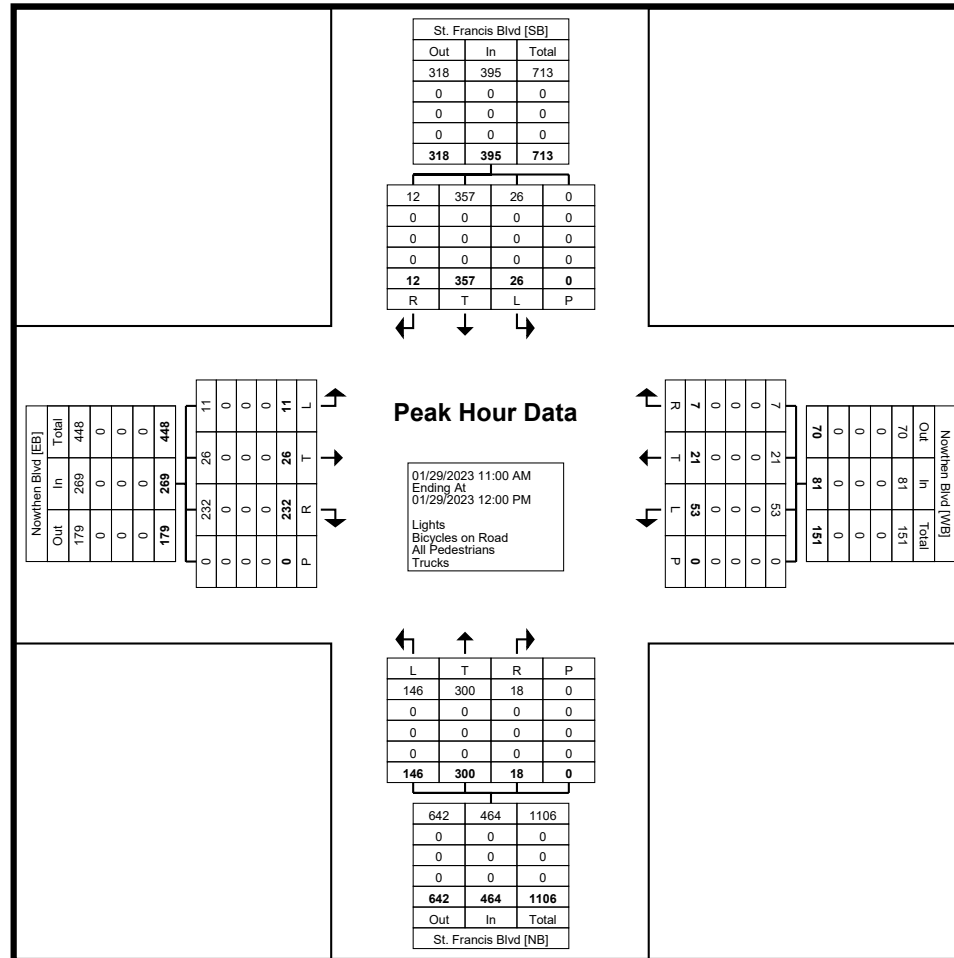 St. Francis Blvd [SB]
Out In Total
318 395 713
0 0 0
0 0 0
0 0 0
318 395 713
12 357 26 0
0 0 0 0
0 0 0 0
0 0 0 0
12 357 26 0
R T L P
Nowthen Blvd [EB]
Total In Out
448 269 179
0 0 0
0 0 0
0 0 0
448 269 179
11 26 232 0
0 0 0 0
0 0 0 0
0 0 0 0
11 26 232 0
L T R P
Peak Hour Data
01/29/2023 11:00 AM
Ending At
01/29/2023 12:00 PM
Lights
Bicycles on Road
All Pedestrians
Trucks
R T L P
7 21 53 0
0 0 0 0
0 0 0 0
0 0 0 0
7 21 53 0
Nowthen Blvd [WB]
Out In Total
70 81 151
0 0 0
0 0 0
0 0 0
70 81 151
L T R P
146 300 18 0
0 0 0 0
0 0 0 0
0 0 0 0
146 300 18 0
642 464 1106
0 0 0
0 0 0
0 0 0
642 464 1106
Out In Total
St. Francis Blvd [NB]